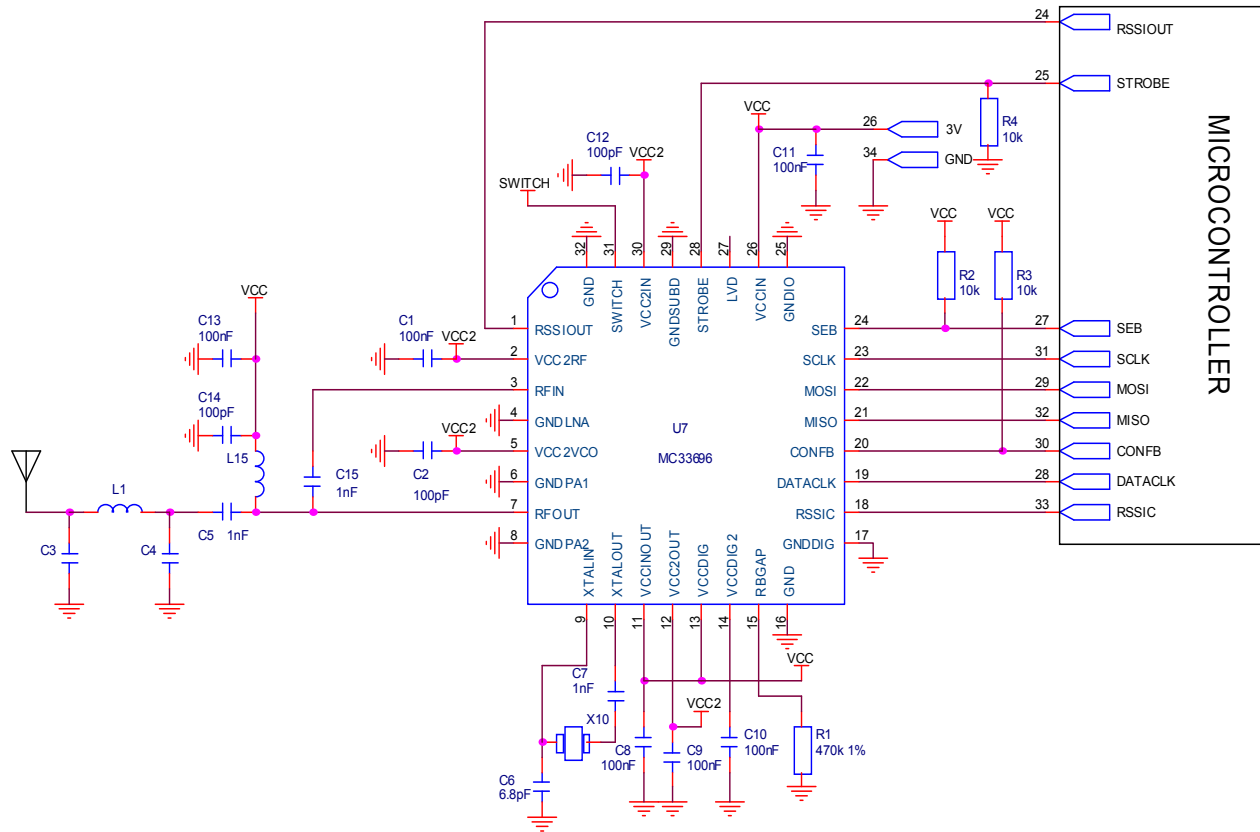 24
RSSIOUT
25
STROBE
R4
10k
VCC
26
3V
34
GND
C11
100nF
C12
100pF
VCC2
SWITCH
MICROCONTROLLER
32
31
30
29
28
27
26
25
GND
SWITCH
VCC2IN
GNDSUBD
STROBE
LVD
VCCIN
GNDIO
VCC
VCC
R2
10k
R3
10k
VCC
C13
100nF
C14
100pF
L15
C1
100nF
VCC2
VCC2
C2
100pF
C15
1nF
L1
C5
1nF
C3
C4
1
RSSIOUT
2
VCC2RF
3
RFIN
4
GNDLNA
5
VCC2VCO
6
GNDPA1
7
RFOUT
8
GNDPA2
U7
MC33696
SEB
24
27
SEB
SCLK
23
31
SCLK
MOSI
22
29
MOSI
MISO
21
32
MISO
CONFB
20
30
CONFB
DATACLK
19
28
DATACLK
RSSIC
18
33
RSSIC
GNDDIG
17
XTALIN
XTALOUT
VCCINOUT
VCC2OUT
VCCDIG
VCCDIG2
RBGAP
GND
9
10
11
12
13
14
15
16
VCC
C7
1nF
X10
VCC2
C6
6.8pF
C8
100nF
C9
100nF
C10
100nF
R1
470k 1%